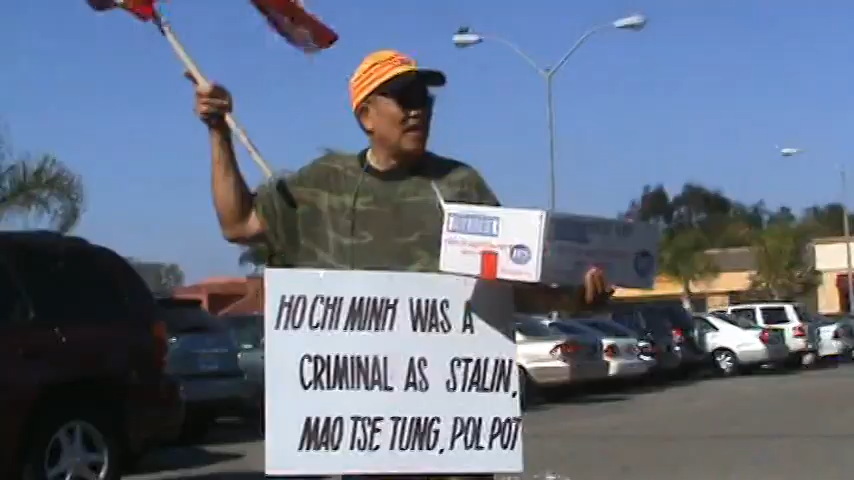 HO CHI MINH WAS A
CRIMINAL AS STALIN,
MAO TSE TUNG, POL POT